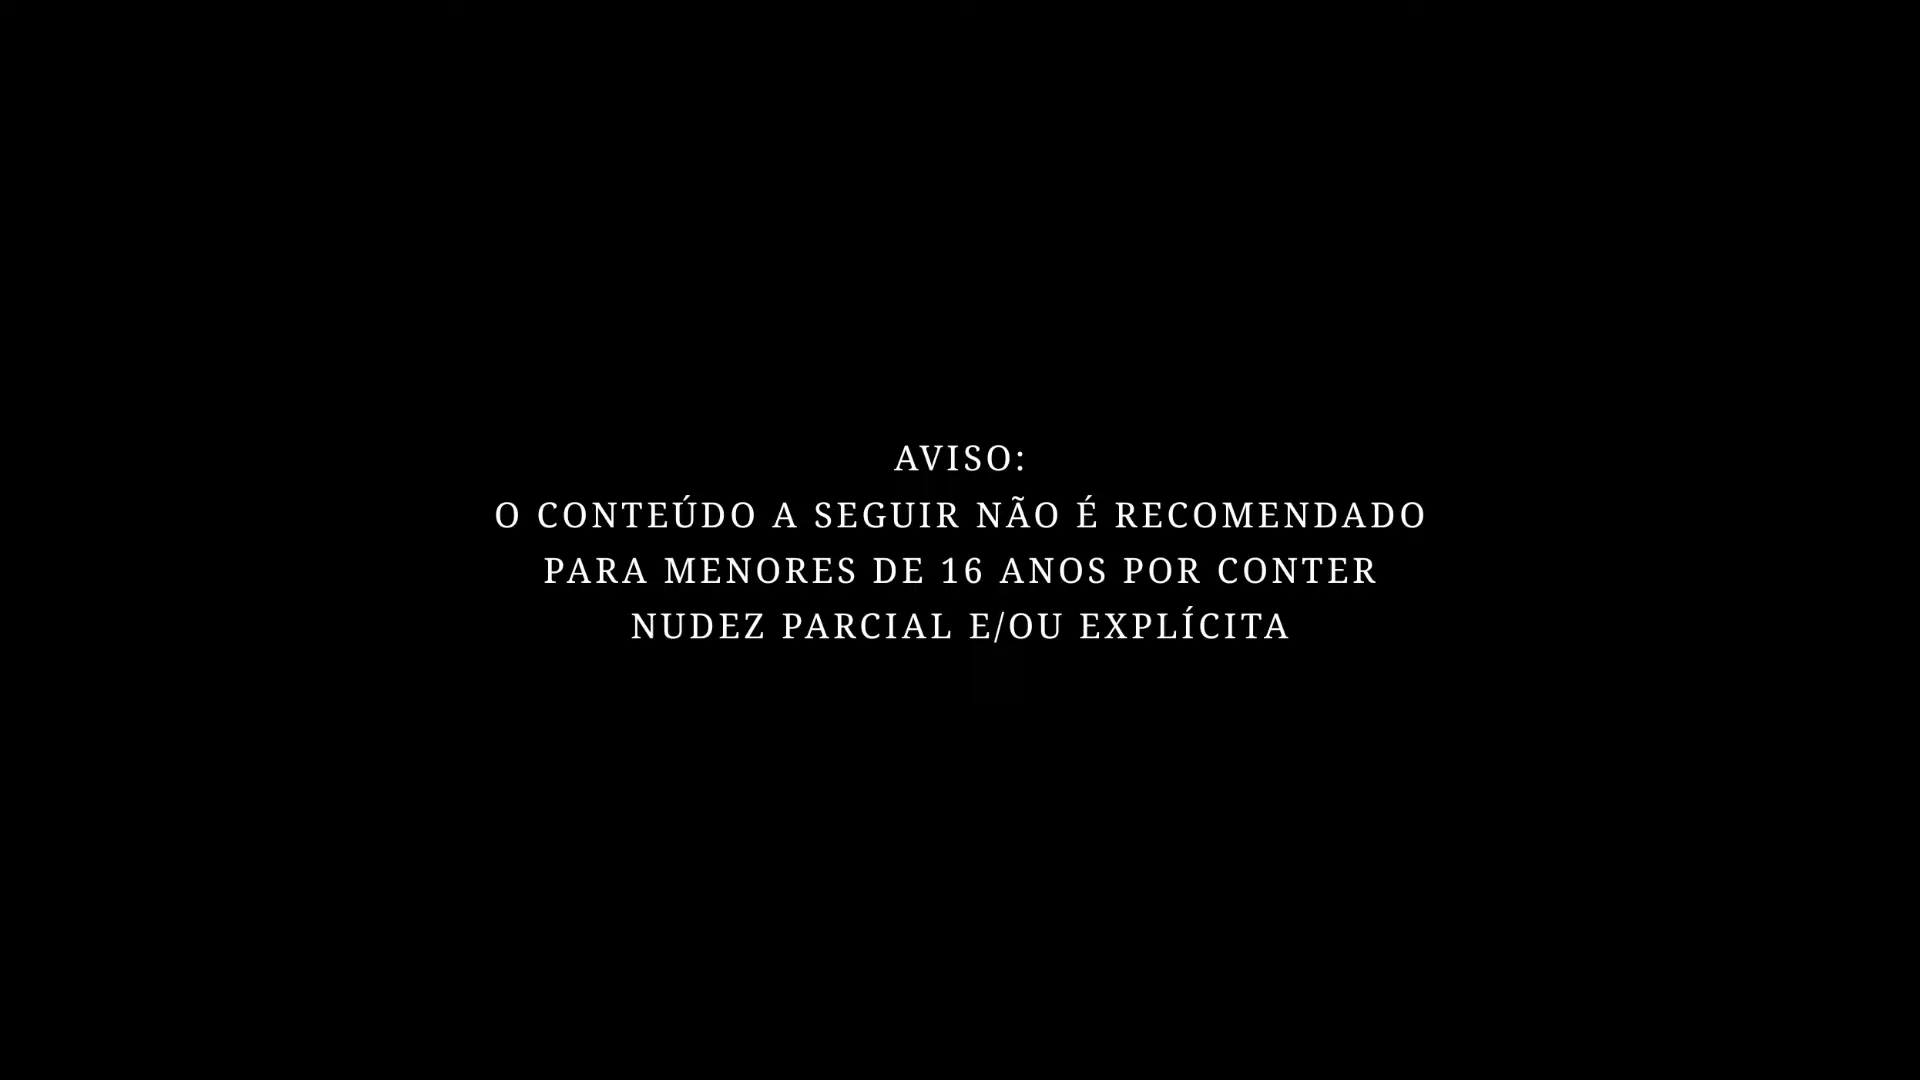 AVISO:
O CONTEÚDO A SEGUIR NÃO É RECOMENDADO
PARA MENORES DE 16 ANOS POR CONTER
NUDEZ PARCIAL E/OU EXPLÍCITA